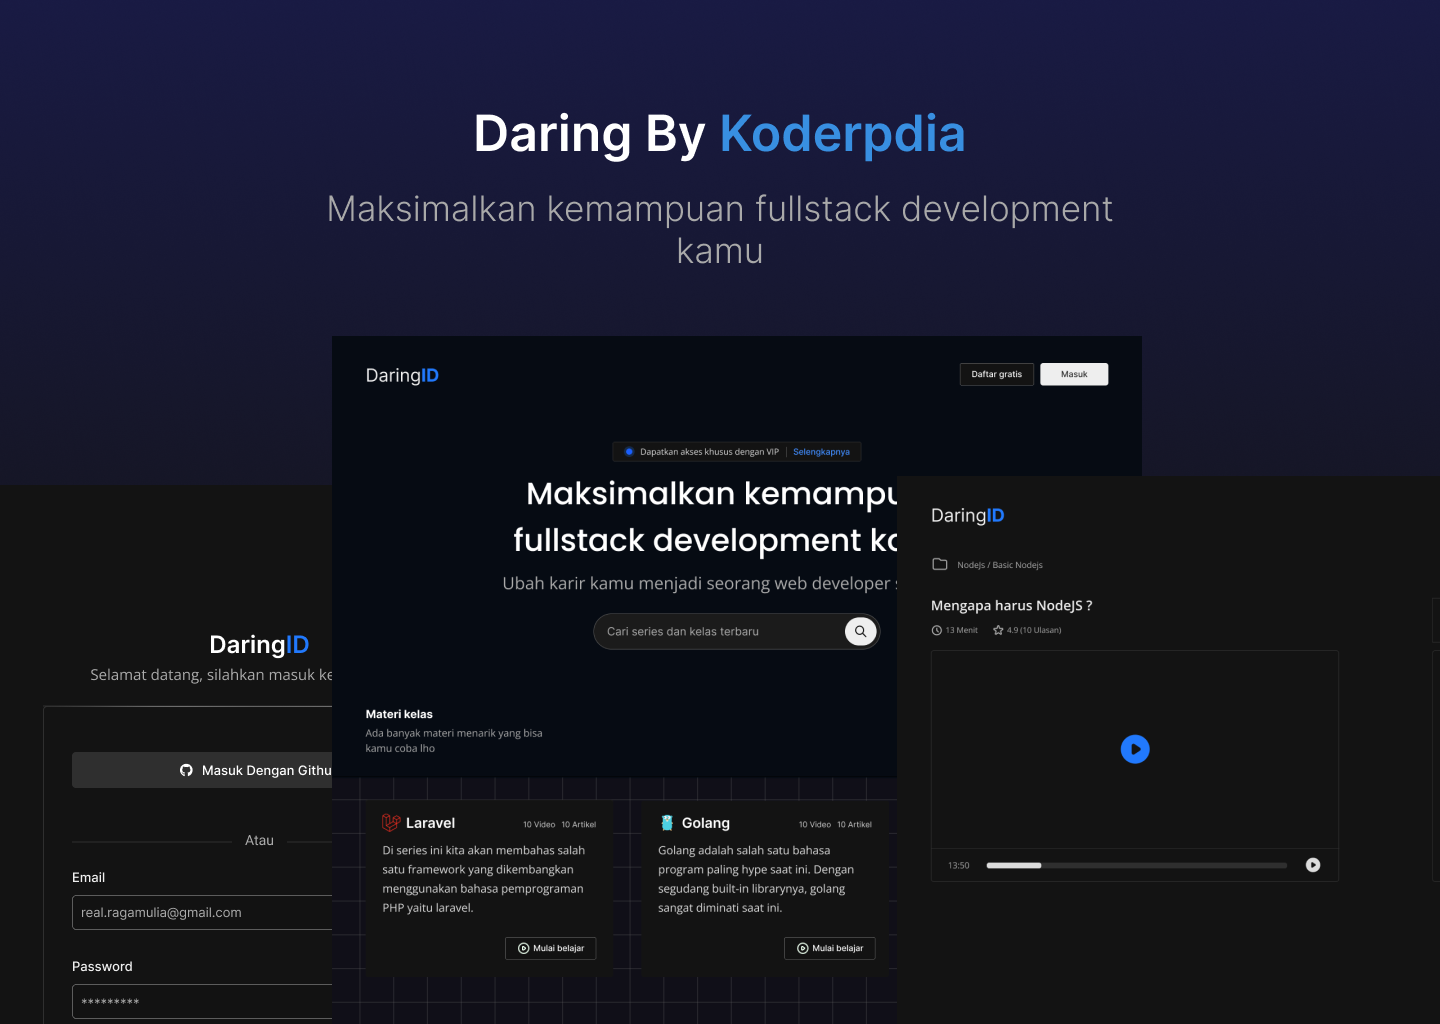 Daring By Koderpdia
Maksimalkan kemampuan fullstack development
kamu
DaringID
Daftar gratis
Masuk
Dapatkan akses khusus dengan VIP
Selengkapnya
Maksimalkan kemampu
fullstack development
Ubah karir kamu menjadi seorang web developer
Cari series dan kelas terbaru
Materi kelas
Ada banyak materi menarik yang bisa
kamu coba lho
Laravel
10 Video 10 Artikel
Di series ini kita akan membahas salah
satu framework yang dikembangkan
menggunakan bahasa pemprograman
PHP yaitu laravel.
Mulai belajar
Golang
10 Video 10 Artikel
Golang adalah salah satu bahasa
program paling hype saat ini. Dengan
segudang built-in librarynya, golang
sangat diminati saat ini.
Mulai belajar
DaringID
Selamat datang, silahkan masuk ke
Masuk Dengan Githu
Atau
Email
real.ragamulia@gmail.com
Password
*********
DaringID
NodeJs / Basic Nodejs
Mengapa harus NodeJS ?
13 Menit
4.9 (10 Ulasan)
13:50